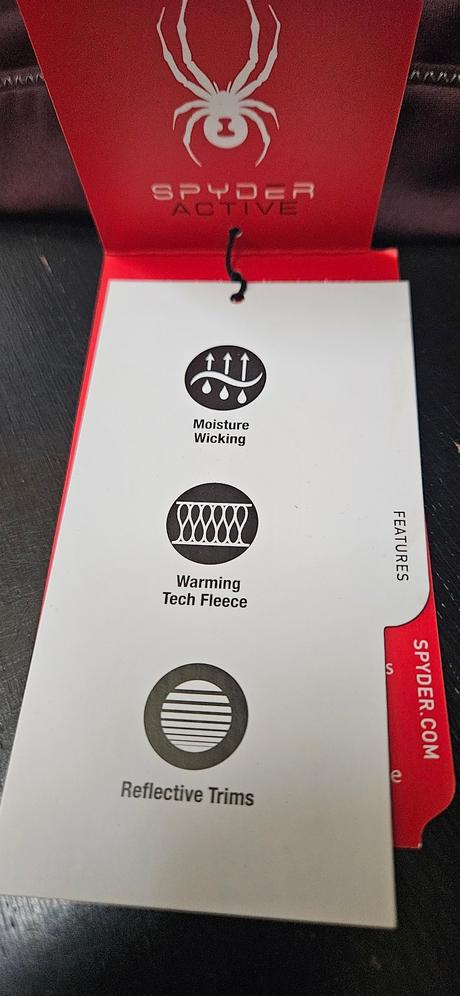 SPYDER
ACTIVE
Moisture
Wicking
Warming
Tech Fleece
Reflective Trims
FEATURES
SPYDER.COM
s
e